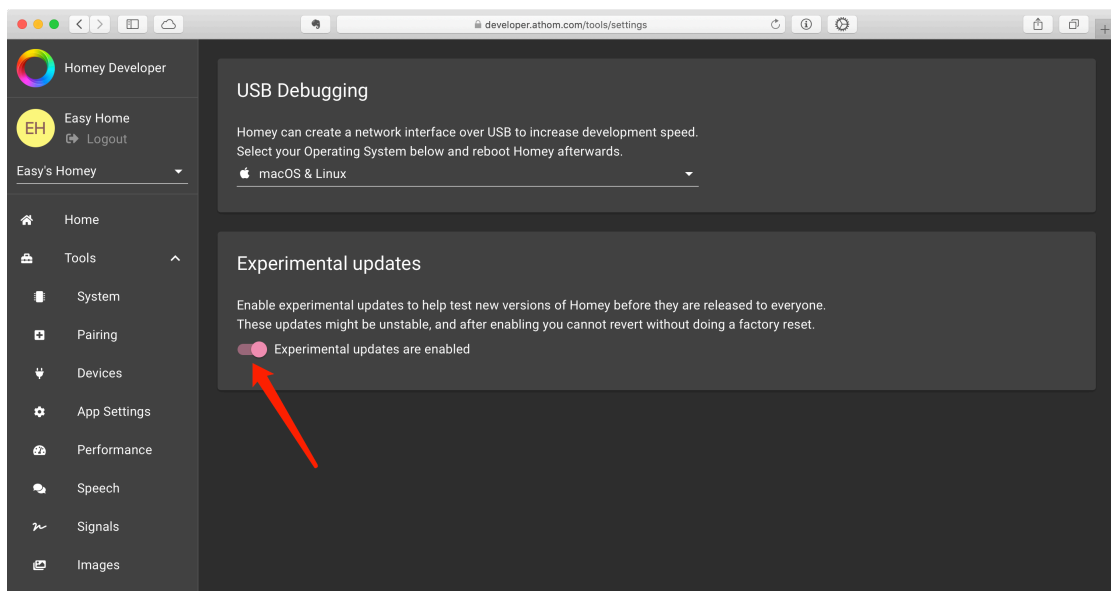 developer.athom.com/tools/settings
Homey Developer
EH
Easy Home
Logout
Easy's Homey
Home
Tools
System
Pairing
Devices
App Settings
Performance
Speech
Signals
Images
USB Debugging
Homey can create a network interface over USB to increase development speed.
Select your Operating System below and reboot Homey afterwards.
macOS & Linux
Experimental updates
Enable experimental updates to help test new versions of Homey before they are released to everyone.
These updates might be unstable, and after enabling you cannot revert without doing a factory reset.
Experimental updates are enabled